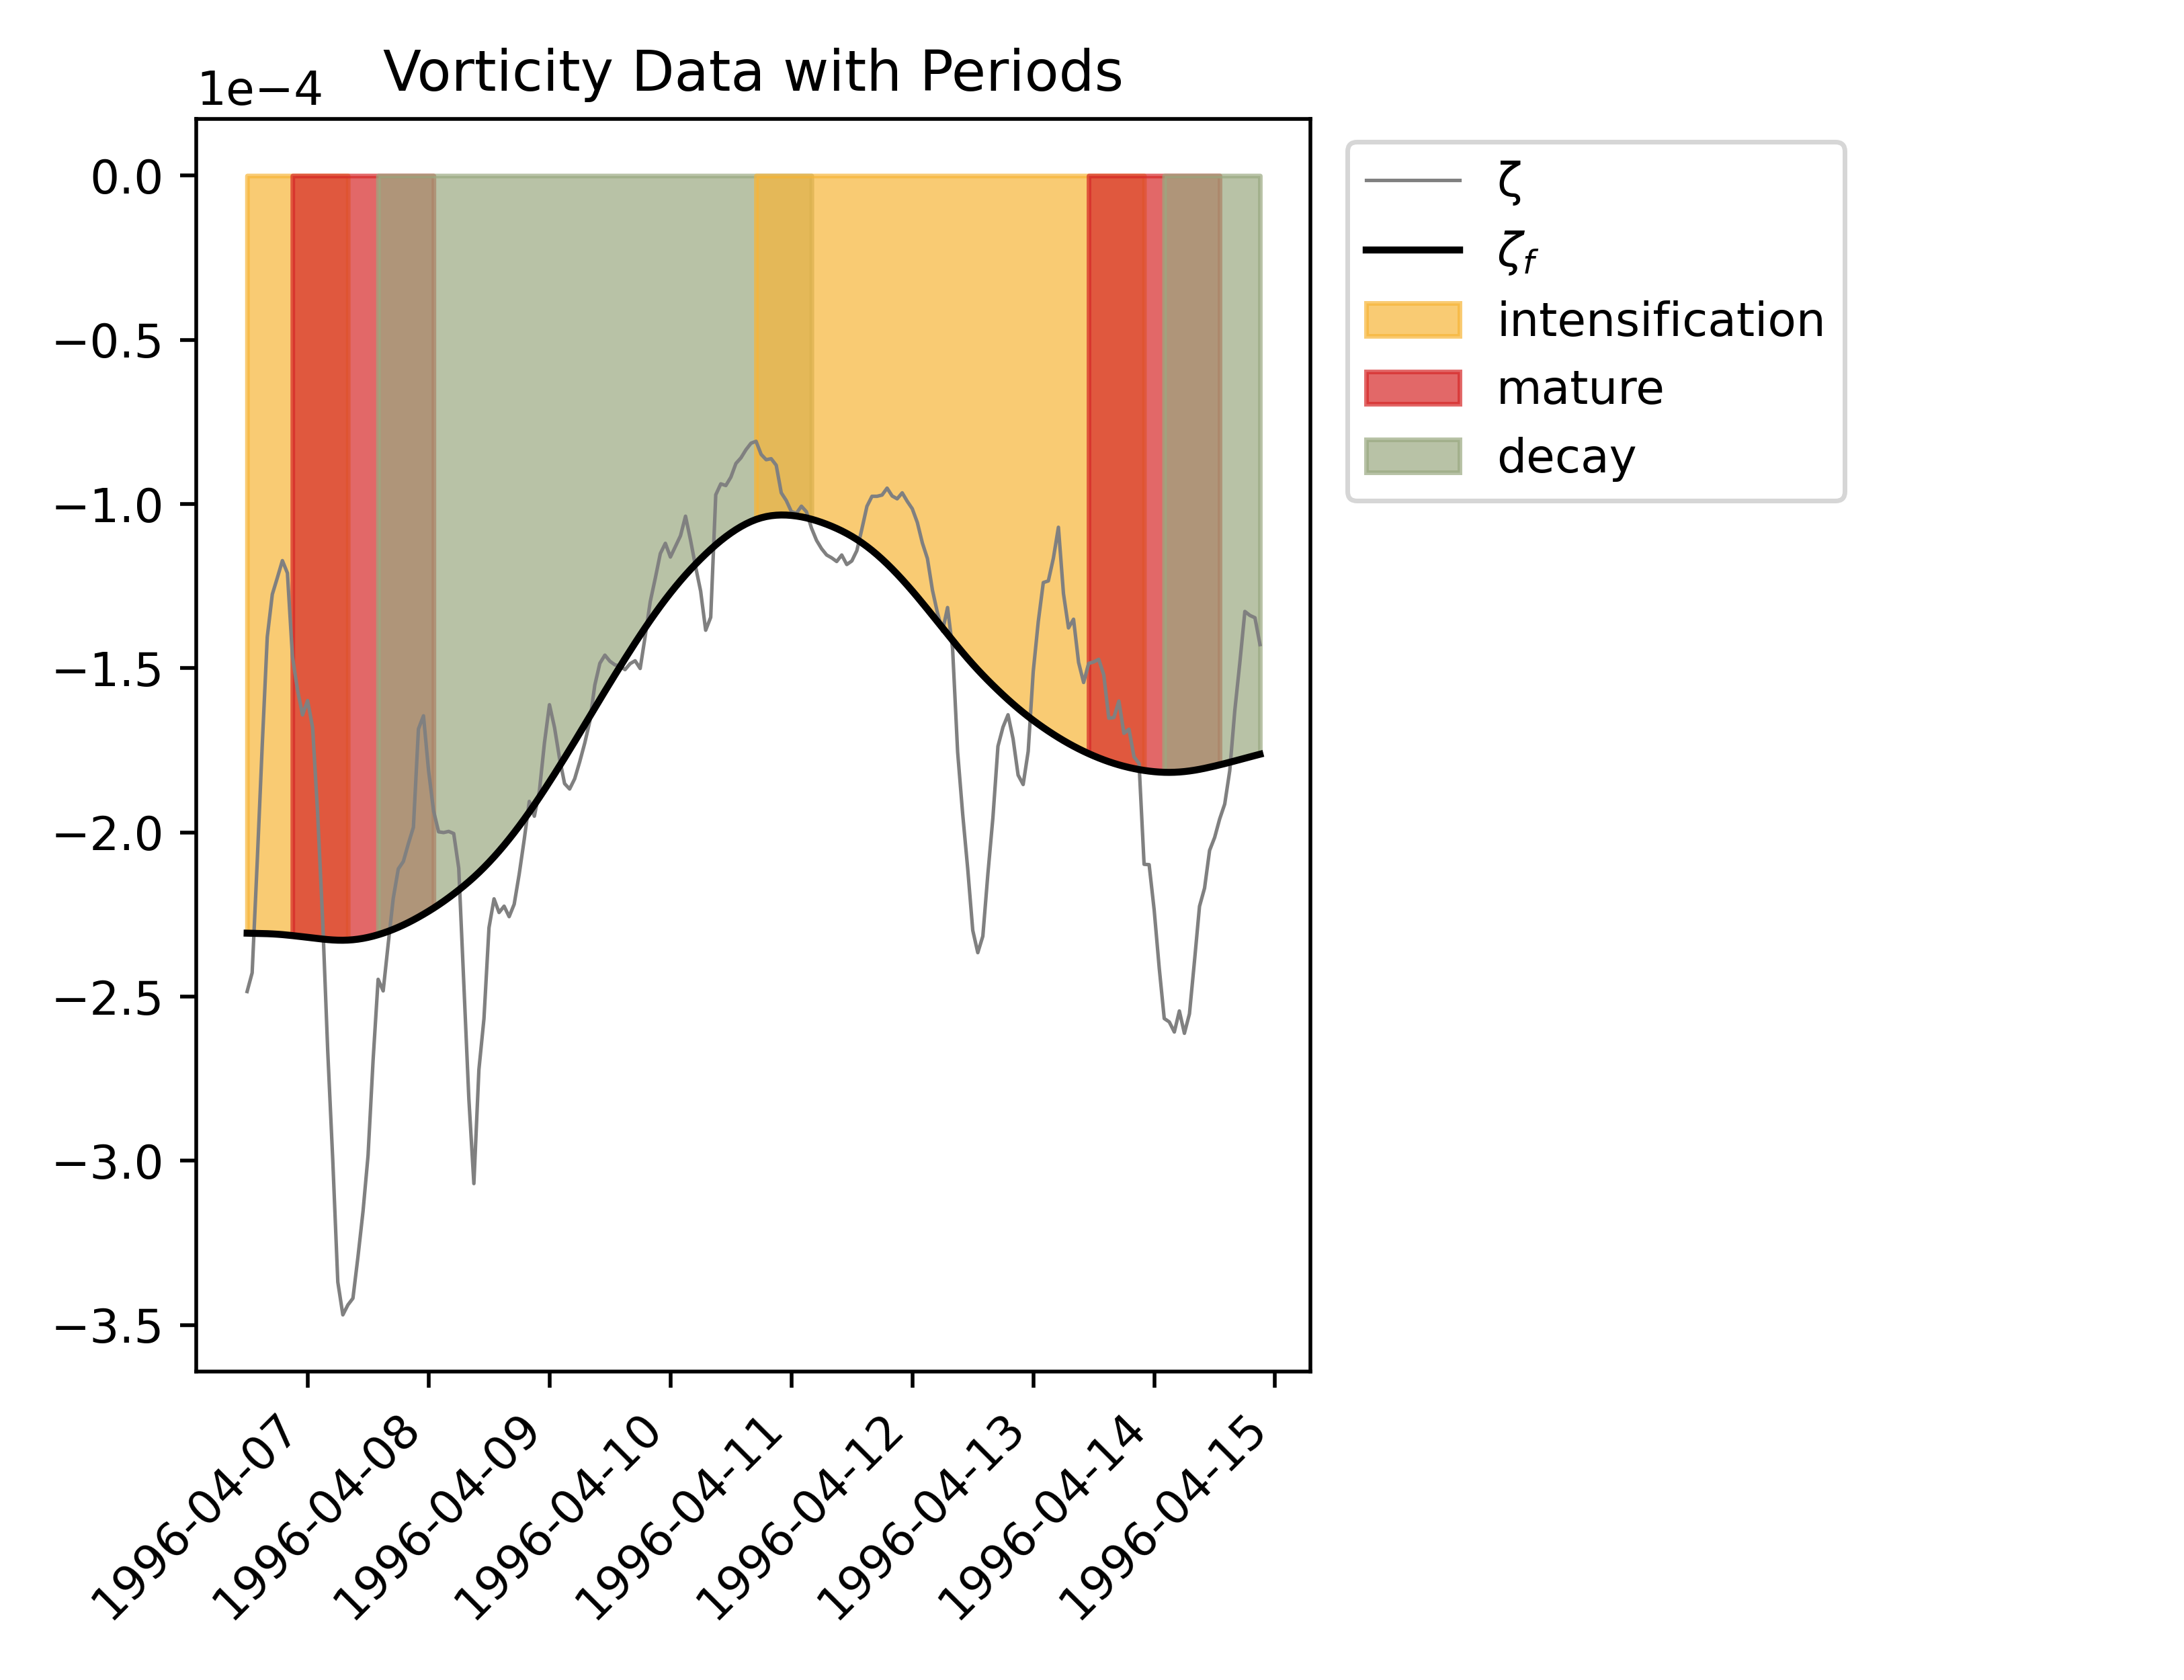 Vorticity Data with Periods
1e−4
0.0
−0.5
−1.0
−1.5
−2.0
−2.5
−3.0
−3.5
1996-04-07
1996-04-08
1996-04-09
1996-04-10
1996-04-11
1996-04-12
1996-04-13
1996-04-14
1996-04-15
ζ
ζf
intensification
mature
decay